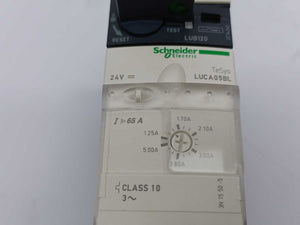 RESET
TEST
LUB120
Schneider
Electric
TeSys
24V
LUCA05BL
I > 65 A
1.70A
1.25A
2.10A
5.00A
CLASS 10
3~